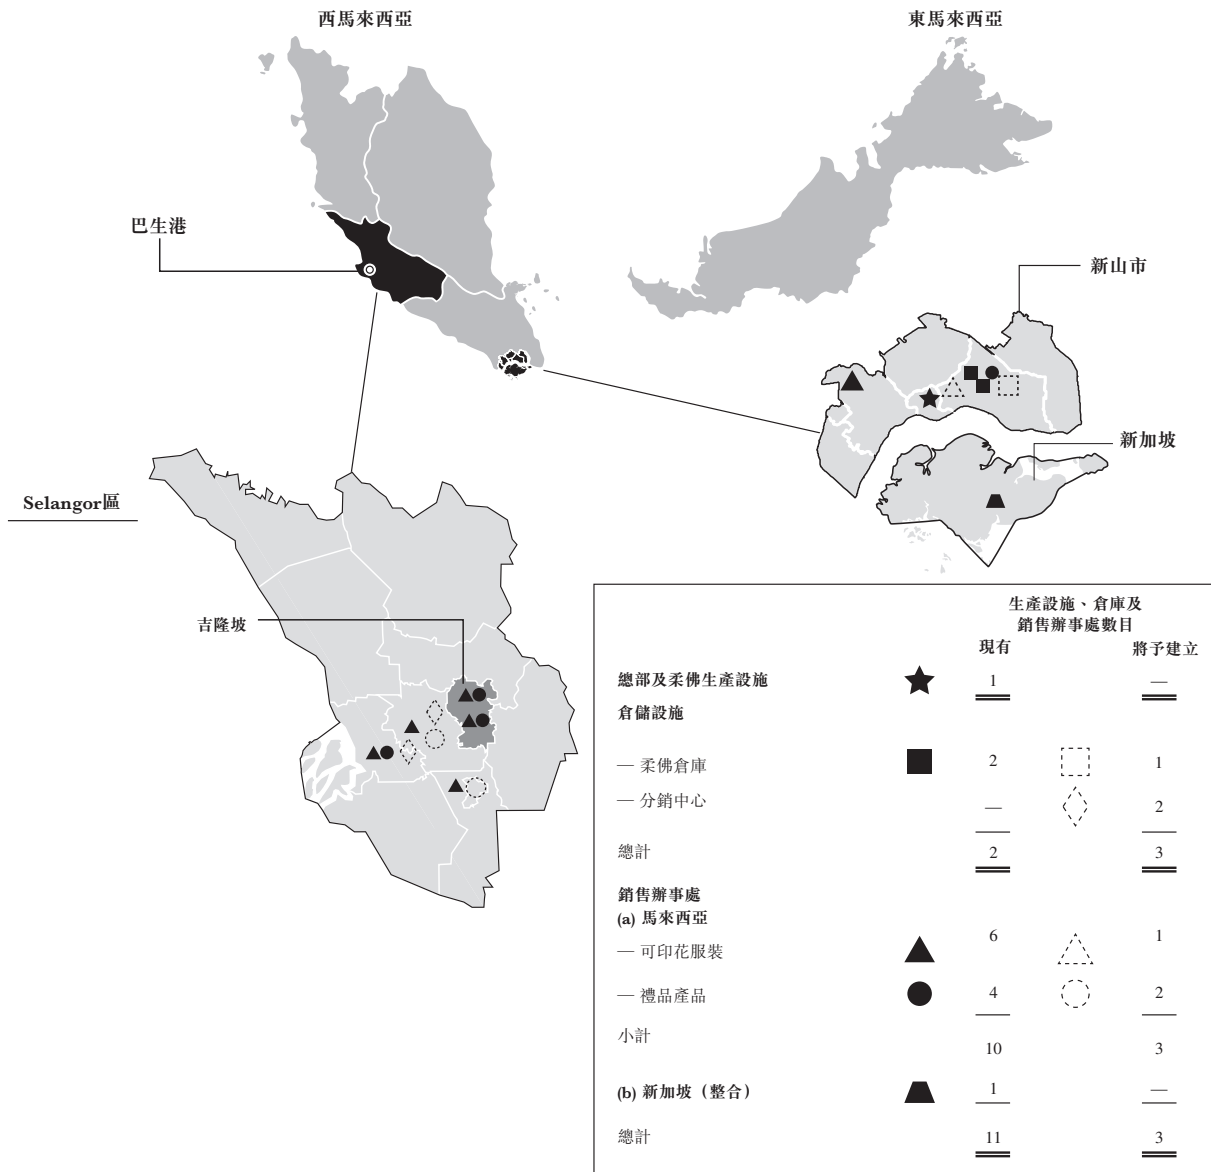 西馬來西亞
東馬來西亞
巴生港
新山市
新加坡
Selangor區
吉隆坡
生產設施、倉庫及
銷售辦事處數目
現有 將予建立
總部及柔佛生產設施 1 —
倉儲設施
— 柔佛倉庫 2 1
— 分銷中心 — 2
總計 2 3
銷售辦事處
(a) 馬來西亞
— 可印花服裝 6 1
— 禮品產品 4 2
小計 10 3
(b) 新加坡（整合） 1 —
總計 11 3